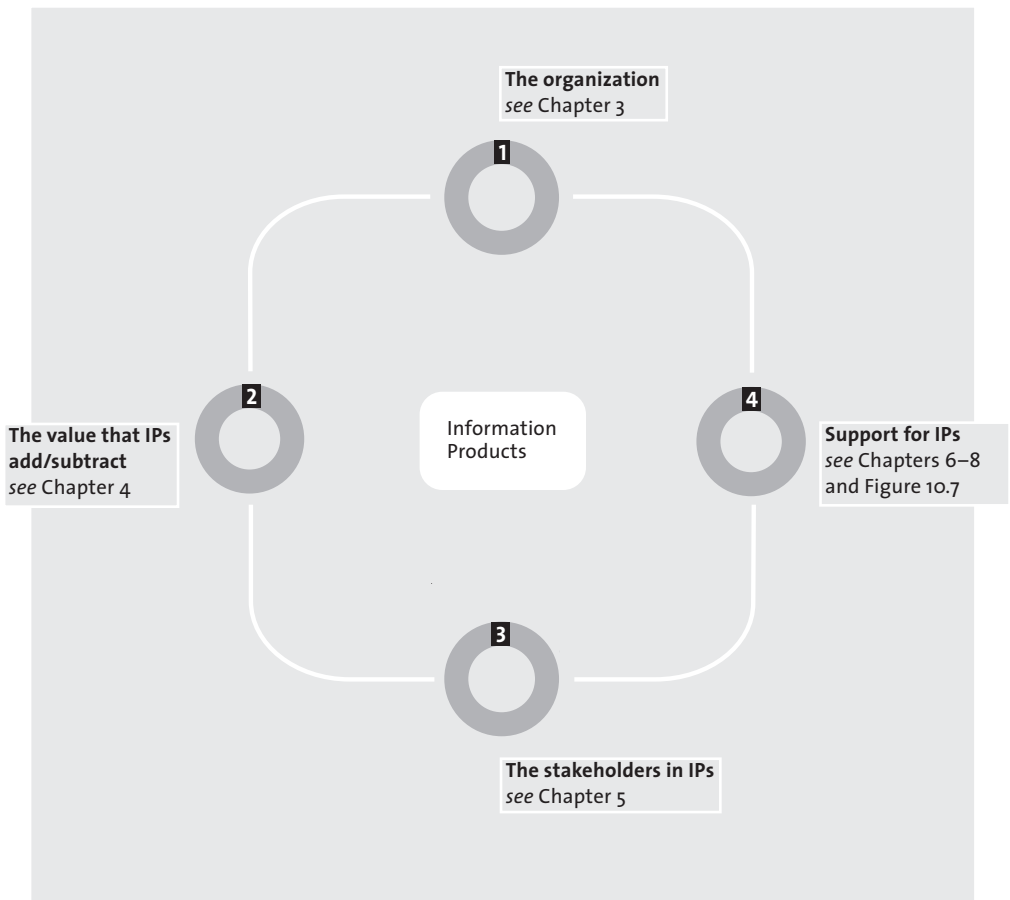 The organization
see Chapter 3
1
2
The value that IPs
add/subtract
see Chapter 4
Information
Products
4
Support for IPs
see Chapters 6–8
and Figure 10.7
3
The stakeholders in IPs
see Chapter 5